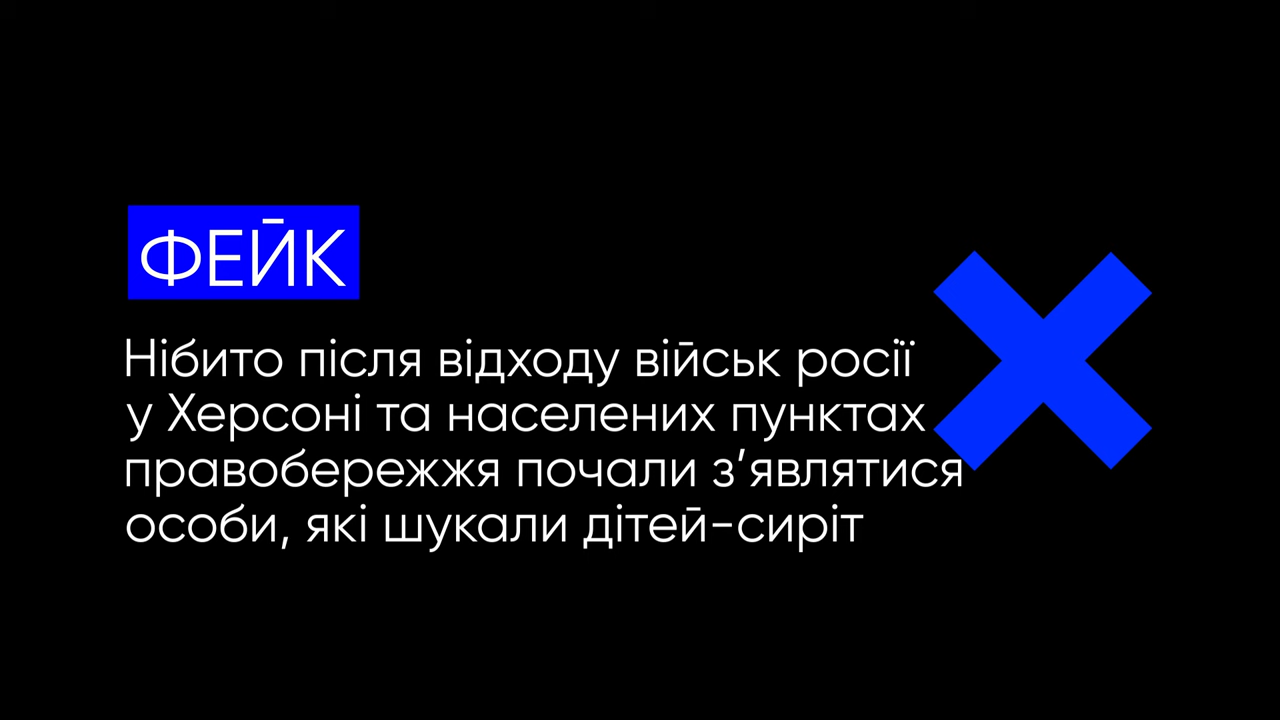 ФЕЙК
Нібито після відходу військ росії
у Херсоні та населених пунктах
правобережжя почали з’являтися
особи, які шукали дітей-сиріт